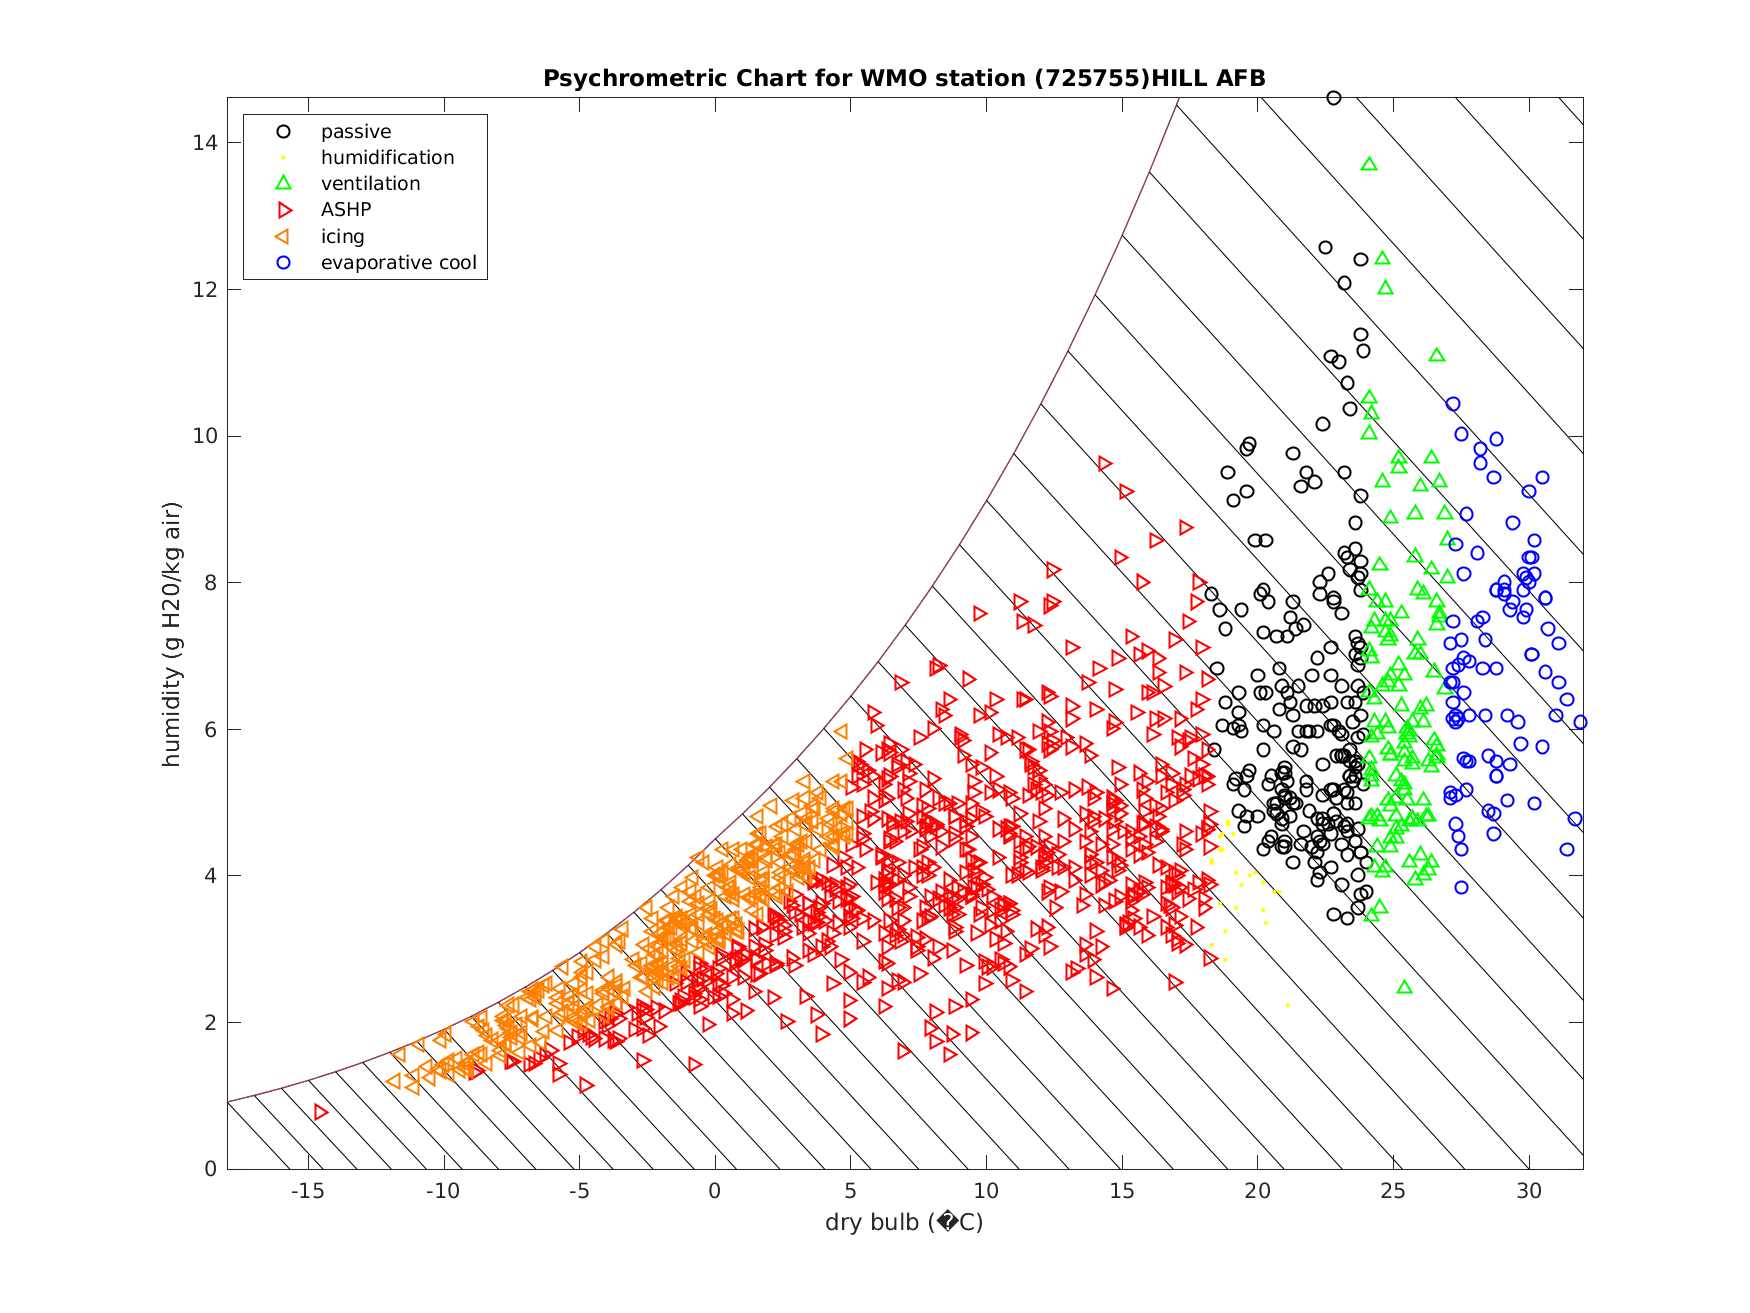 Psychrometric Chart for WMO station (725755)HILL AFB
passive
humidification
ventilation
ASHP
icing
evaporative cool
14
12
10
8
6
4
2
0
humidity (g H20/kg air)
-15
-10
-5
0
5
10
15
20
25
30
dry bulb (�C)